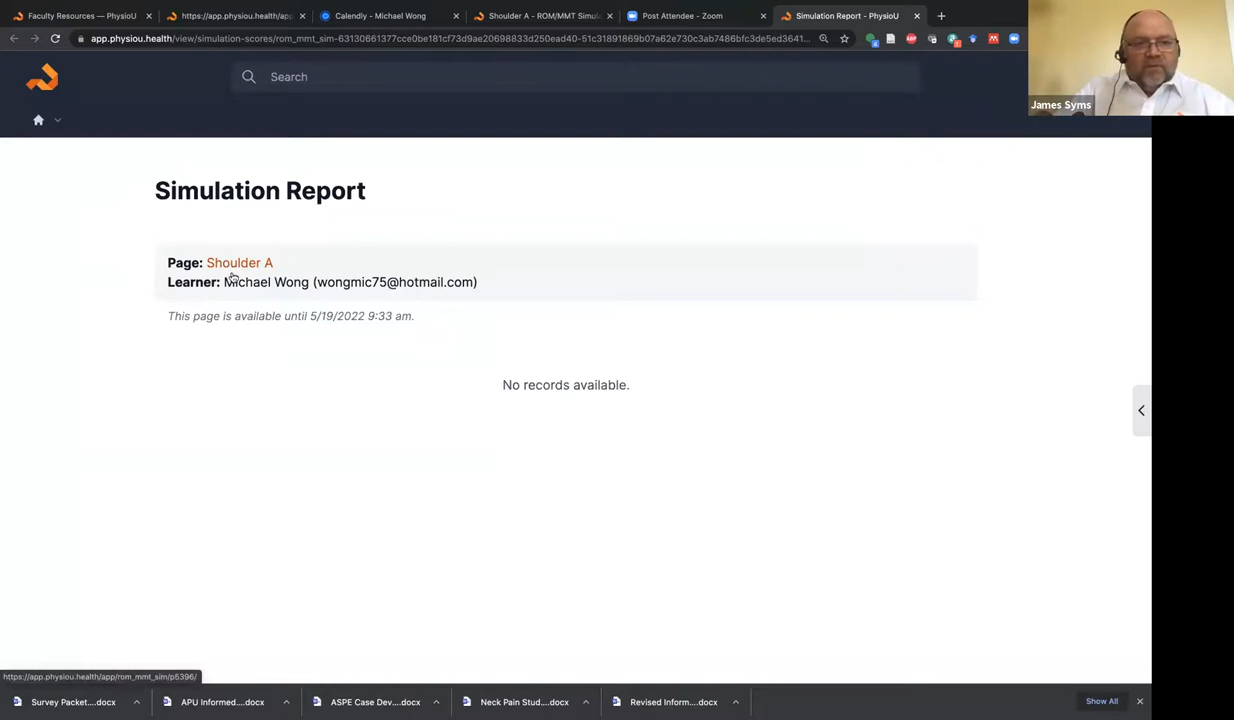 Faculty Resources — PhysioU
https://app.physiou.health/app
Calendly - Michael Wong
Shoulder A - ROM/MMT Simula
Post Attendee - Zoom
Simulation Report - PhysioU
app.physiou.health/view/simulation-scores/rom_mmt_sim-63130661377cce0be181cf73d9ae20698833d250ead40-51c31891869b07a62e730c3ab7486bfc3de5ed3641...
Search
James Syms
Simulation Report
Page: Shoulder A
Learner: Michael Wong (wongmic75@hotmail.com)
This page is available until 5/19/2022 9:33 am.
No records available.
https://app.physiou.health/app/rom_mmt_sim/p5396/
Survey Packet....docx
APU Informed....docx
ASPE Case Dev....docx
Neck Pain Stud....docx
Revised Inform....docx
Show All